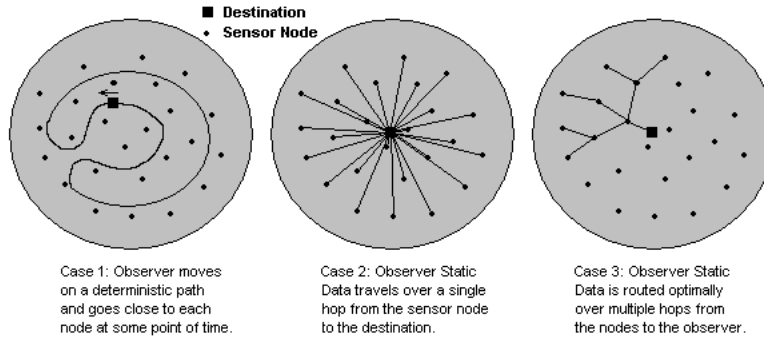 Destination
Sensor Node
Case 1: Observer moves
on a deterministic path
and goes close to each
node at some point of time.
Case 2: Observer Static
Data travels over a single
hop from the sensor node
to the destination.
Case 3: Observer Static
Data is routed optimally
over multiple hops from
the nodes to the observer.